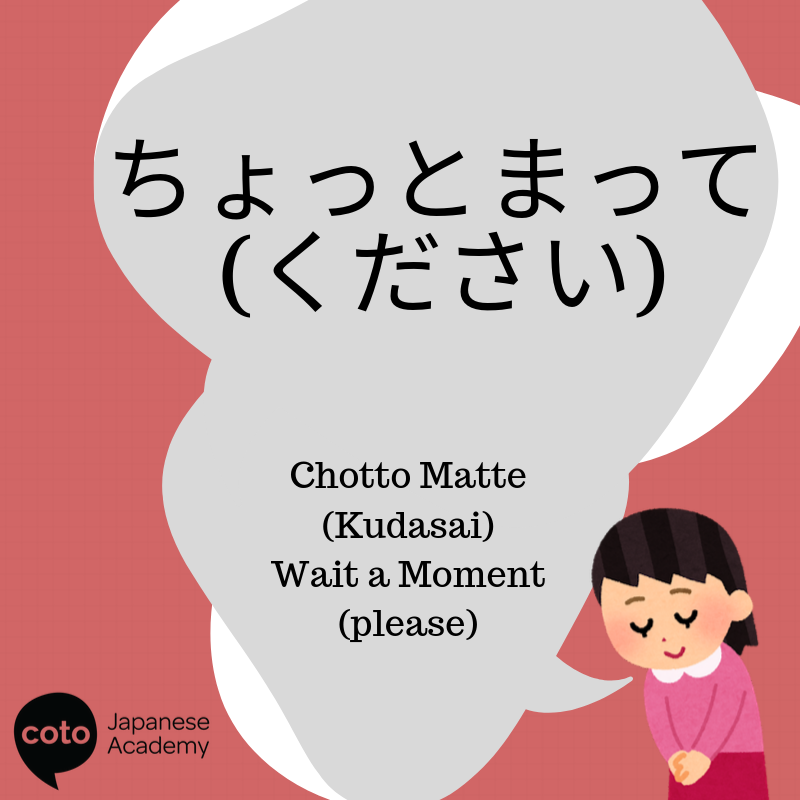 ちょっとまって
(ください)
Chotto Matte
(Kudasai)
Wait a Moment
(please)
coto
Japanese
Academy